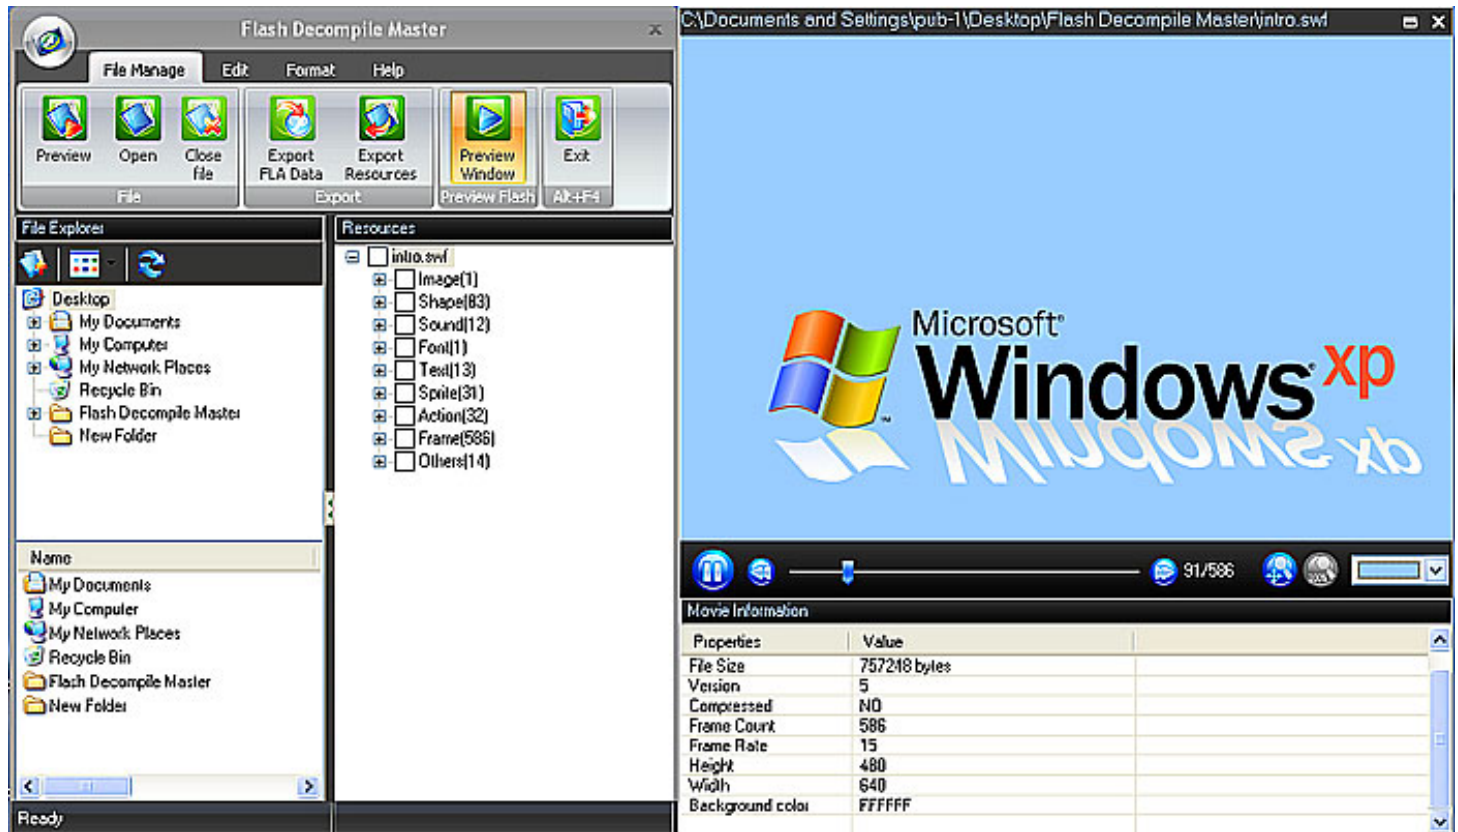 Flash Decompile Master
File Manage Edit Format Help
Preview Open Close file Export FLA Data Export Resources Preview Window Exit
File Export Preview Flash Alt+F4
File Explorer
Desktop
My Documents
My Computer
My Network Places
Recycle Bin
Flash Decompile Master
New Folder
Name
My Documents
My Computer
My Network Places
Recycle Bin
Flash Decompile Master
New Folder
Ready
Resources
intro.swf
Image(1)
Shape(83)
Sound(12)
Font(1)
Text(13)
Sprite(31)
Action(32)
Frame(586)
Others(14)
C:\Documents and Settings\pub-1\Desktop\Flash Decompile Master\intro.swf
Microsoft®
Windows xp
™
91/586
100%
Movie Information
Properties Value
File Size 757248 bytes
Version 5
Compressed NO
Frame Count 586
Frame Rate 15
Height 480
Width 640
Background color FFFFFF